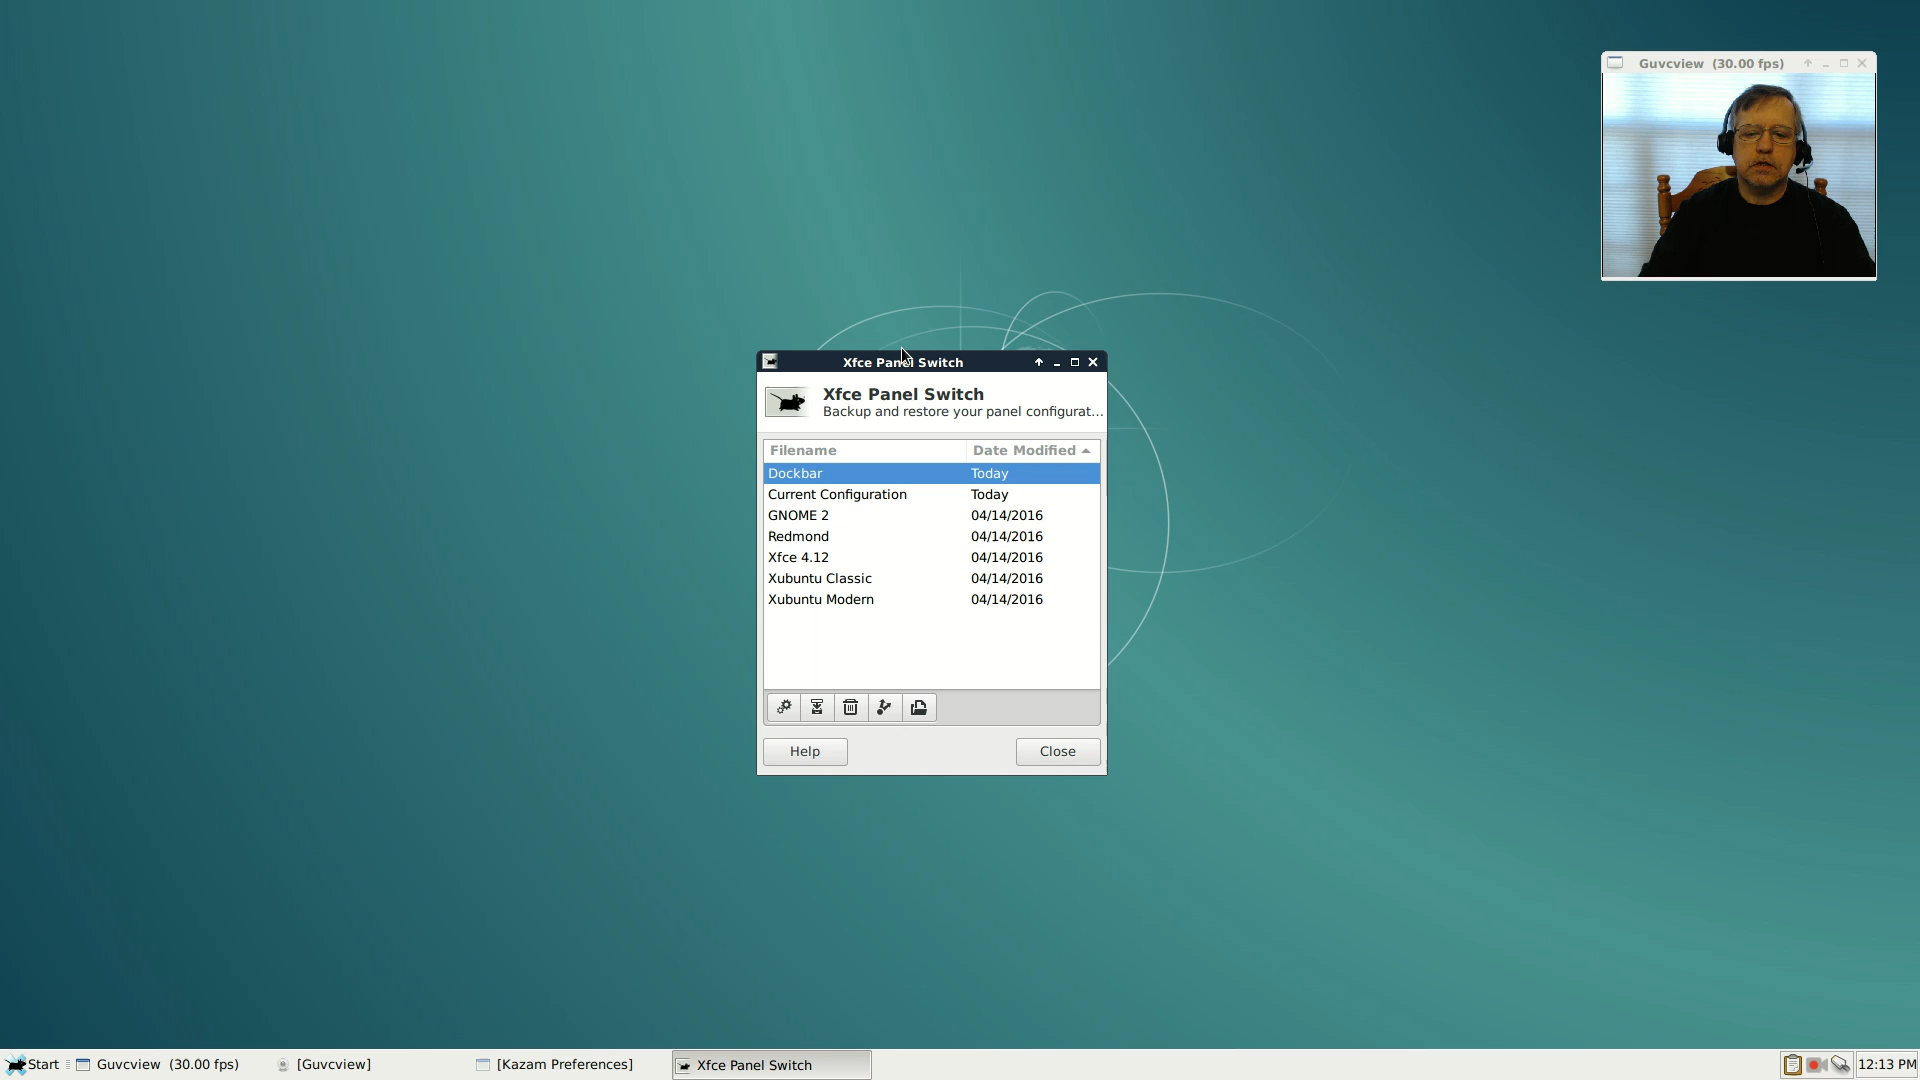 Guvcview (30.00 fps)
Xfce Panel Switch
Xfce Panel Switch
Backup and restore your panel configurat...
Filename Date Modified
Dockbar Today
Current Configuration Today
GNOME 2 04/14/2016
Redmond 04/14/2016
Xfce 4.12 04/14/2016
Xubuntu Classic 04/14/2016
Xubuntu Modern 04/14/2016
Help Close
Start Guvcview (30.00 fps) [Guvcview] [Kazam Preferences] Xfce Panel Switch 12:13 PM